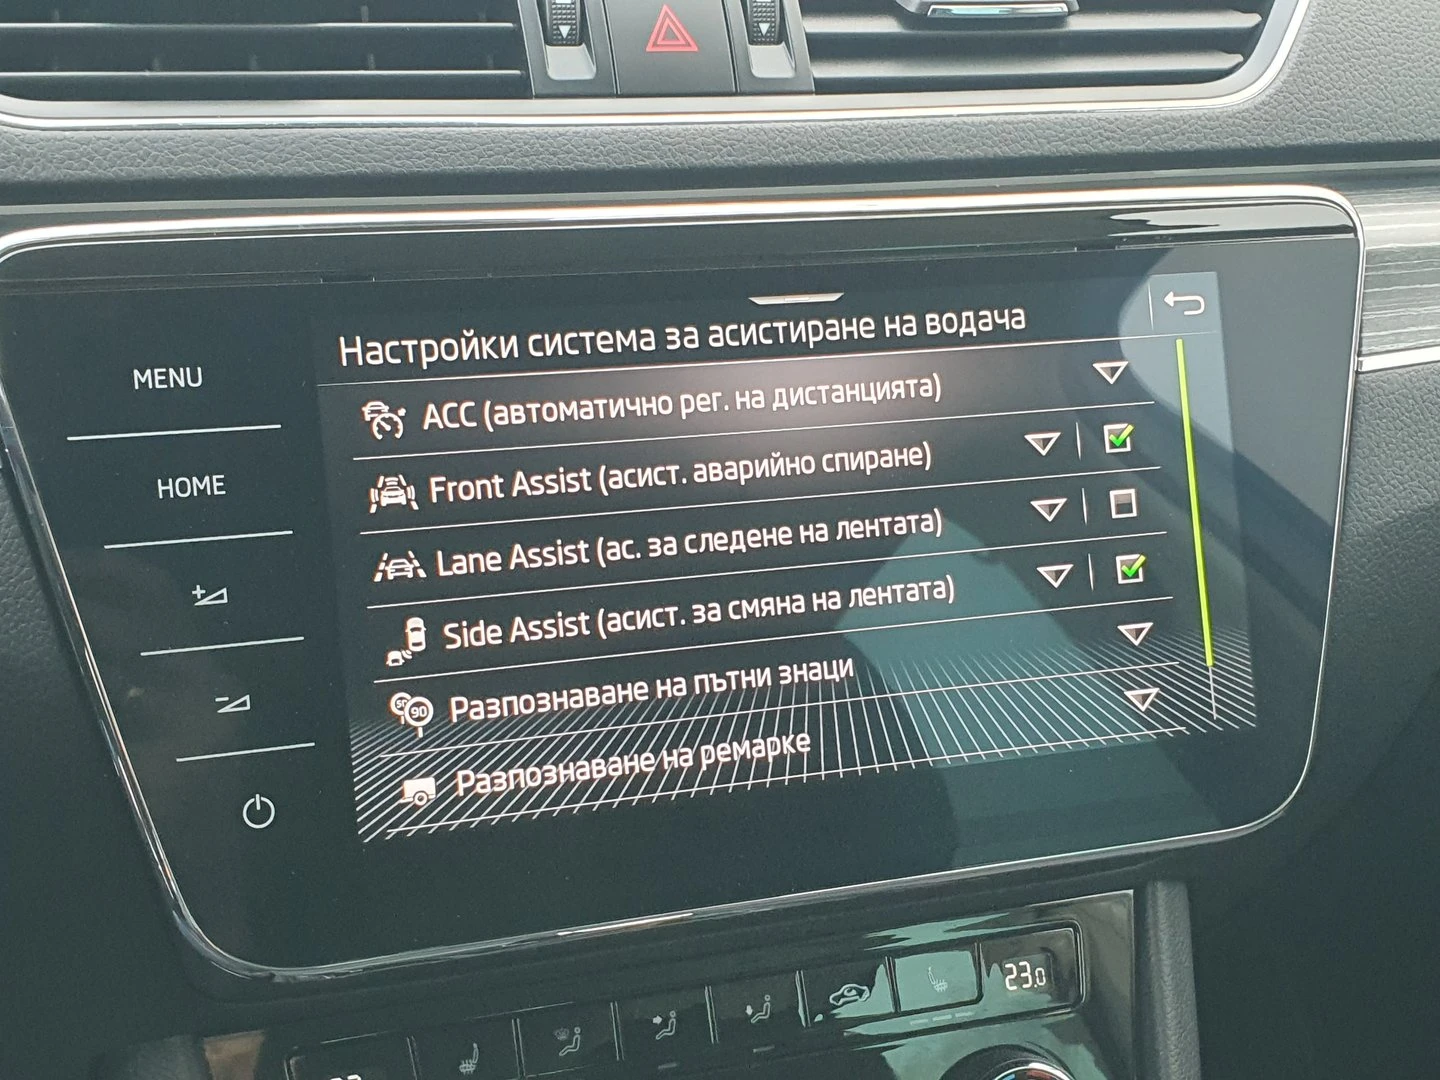 MENU
HOME
Настройки система за асистиране на водача
ACC (автоматично рег. на дистанцията)
Front Assist (асист. аварийно спиране)
Lane Assist (ас. за следене на лентата)
Side Assist (асист. за смяна на лентата)
90
Разпознаване на пътни знаци
Разпознаване на ремарке
23.0